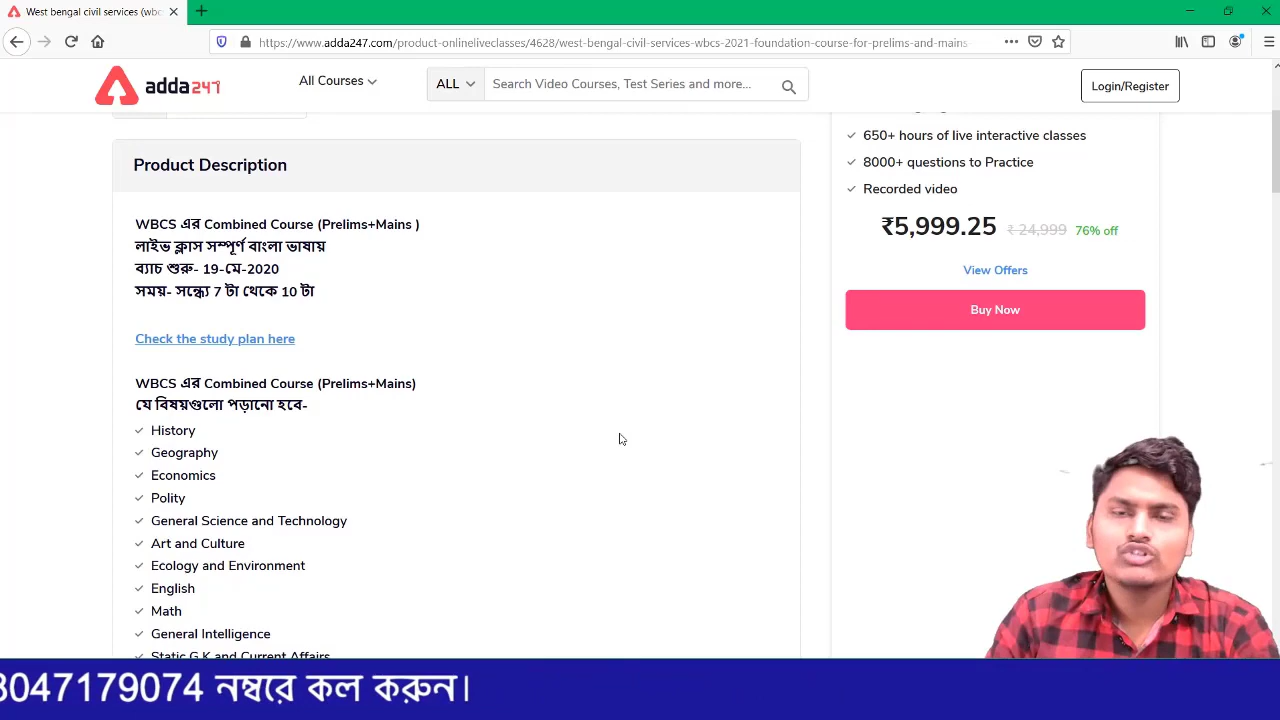 West bengal civil services (wbc
https://www.adda247.com/product-onlineliveclasses/4628/west-bengal-civil-services-wbcs-2021-foundation-course-for-prelims-and-mains-
adda247
All Courses
ALL
Search Video Courses, Test Series and more...
Login/Register
Product Description
WBCS এর Combined Course (Prelims+Mains )
লাইভ ক্লাস সম্পূর্ণ বাংলা ভাষায়
ব্যাচ শুরু- 19-মে-2020
সময়- সন্ধ্যে 7 টা থেকে 10 টা
Check the study plan here
WBCS এর Combined Course (Prelims+Mains)
যে বিষয়গুলো পড়ানো হবে-
History
Geography
Economics
Polity
General Science and Technology
Art and Culture
Ecology and Environment
English
Math
General Intelligence
Static G.K and Current Affairs
650+ hours of live interactive classes
8000+ questions to Practice
Recorded video
₹5,999.25 ₹ 24,999 76% off
View Offers
Buy Now
8047179074 নম্বরে কল করুন।